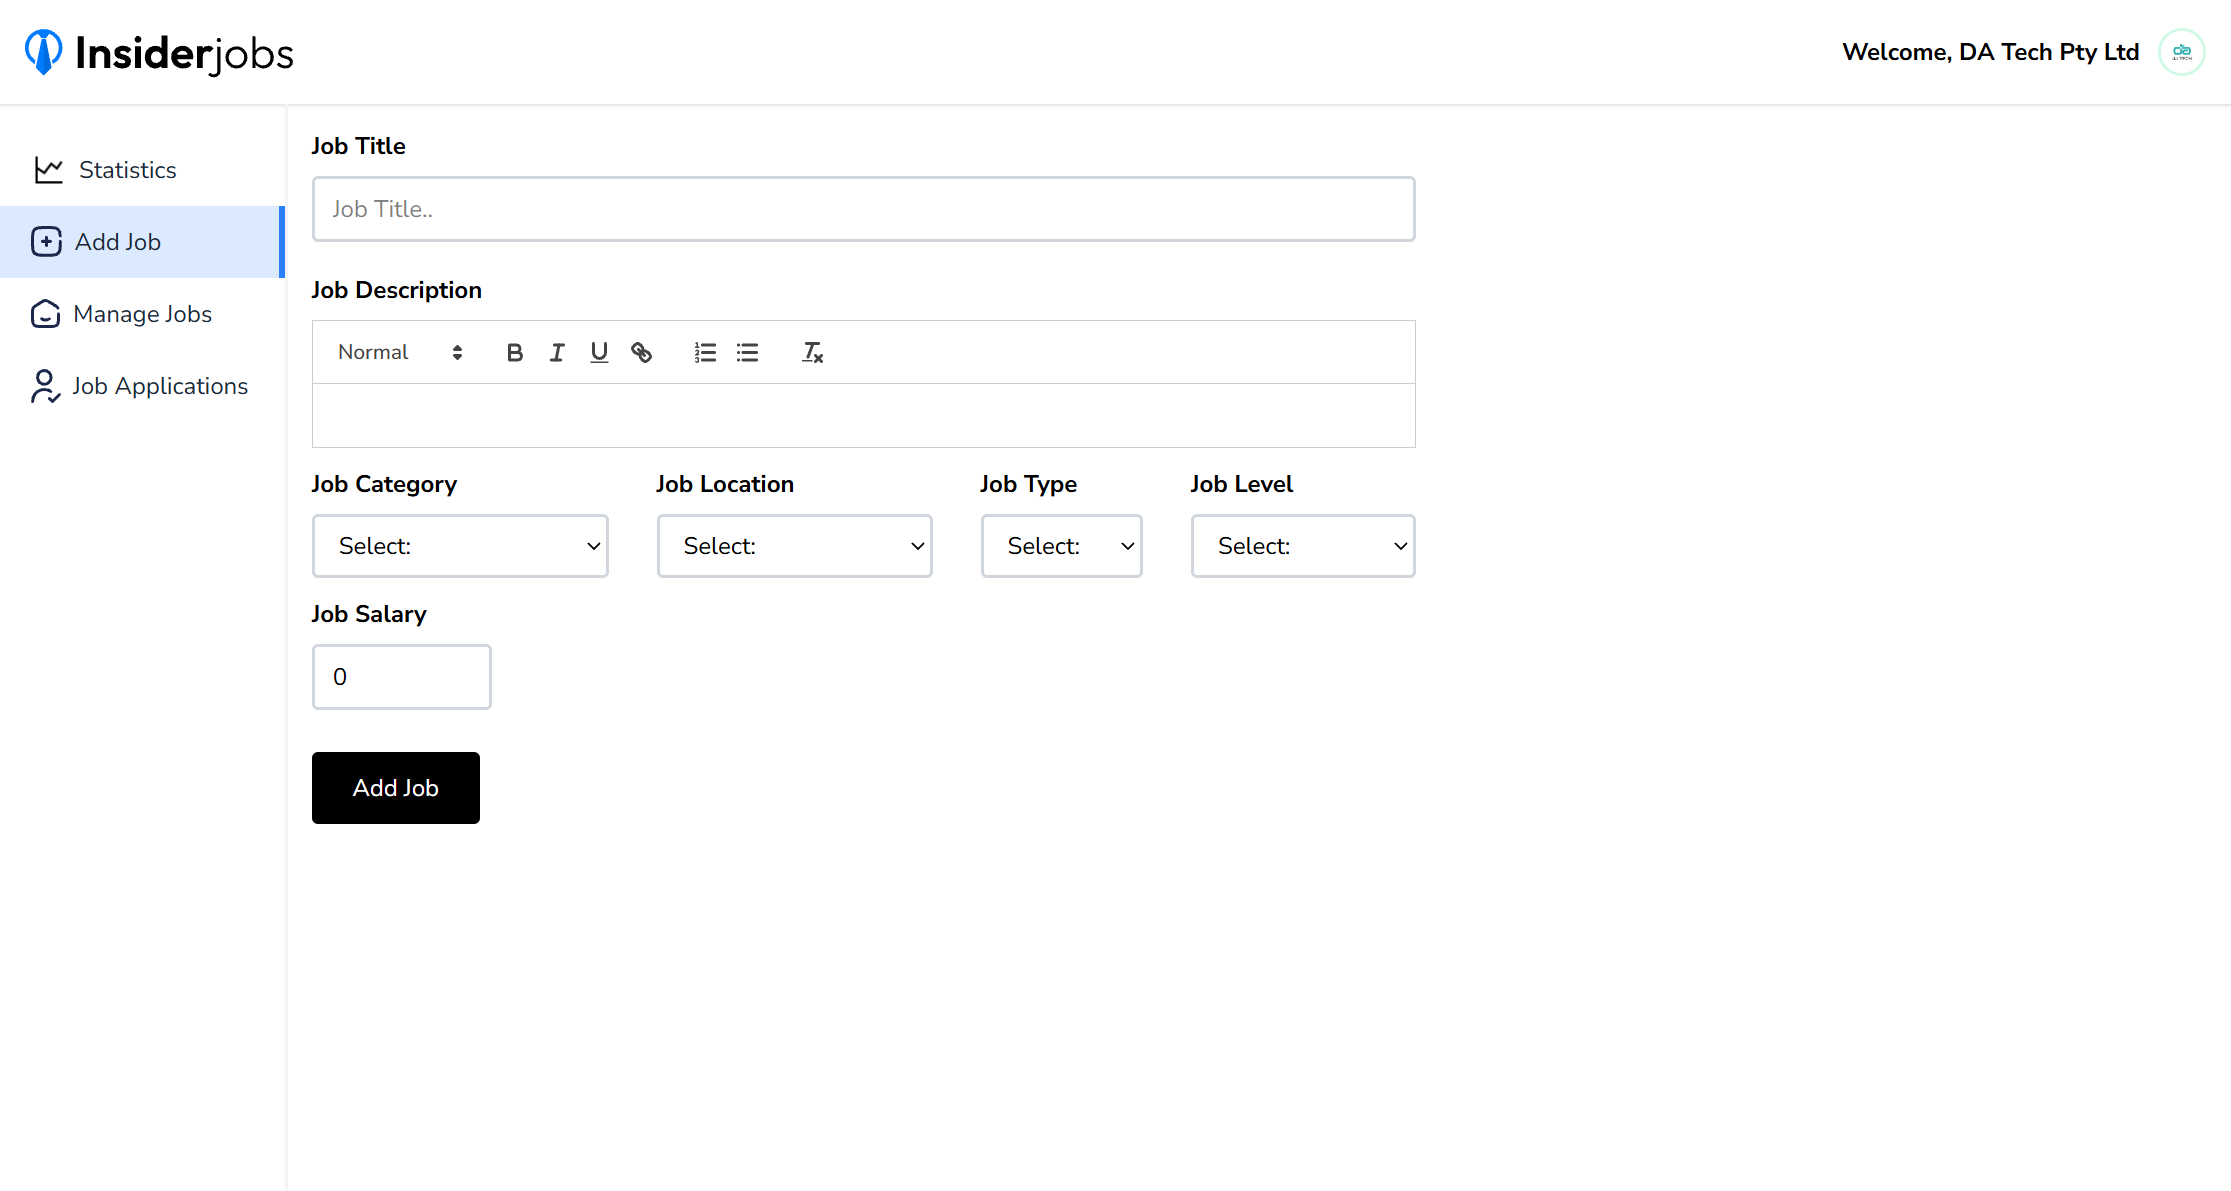 Insiderjobs
Welcome, DA Tech Pty Ltd
Statistics
Add Job
Manage Jobs
Job Applications
Job Title
Job Title..
Job Description
Normal
Job Category
Job Location
Job Type
Job Level
Select:
Select:
Select:
Select:
Job Salary
0
Add Job